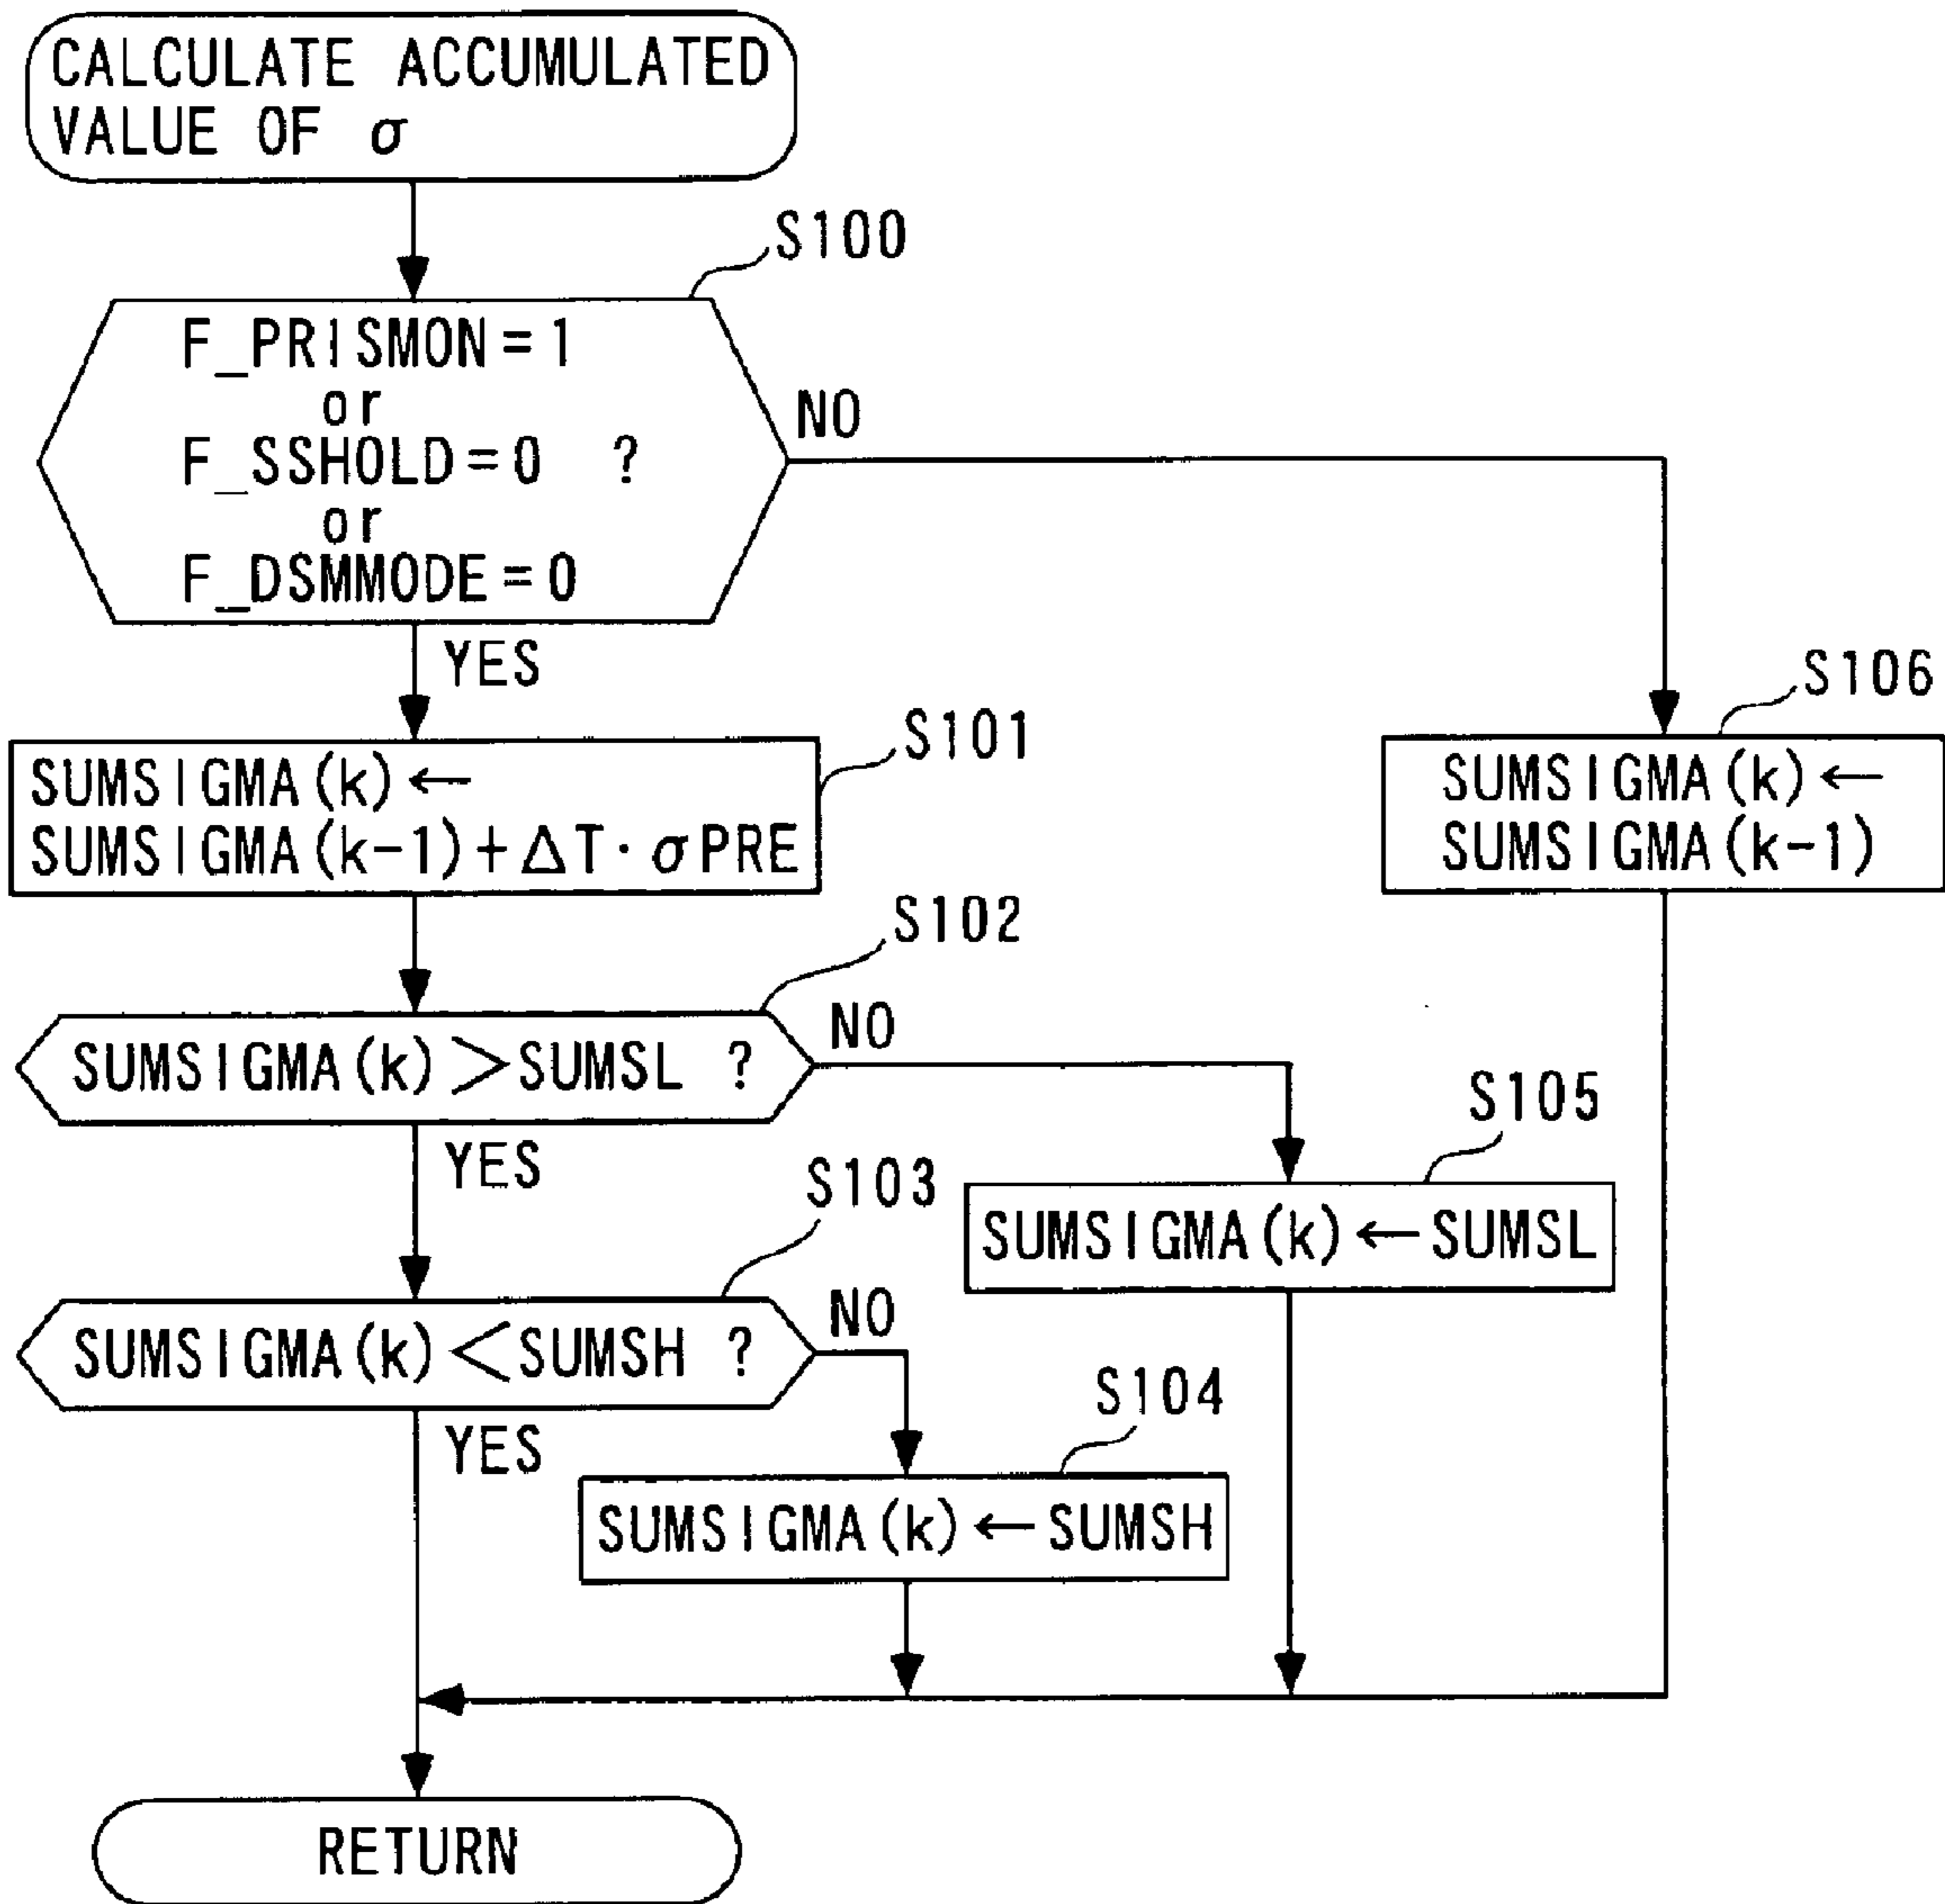 CALCULATE ACCUMULATED
VALUE OF σ
S100
F_PRISMON=1
or
F_SSHOLD=0 ?
or
F_DSMMODE=0
NO
YES
S106
S101
SUMSIGMA(k)←
SUMSIGMA(k-1)+ΔT·σPRE
SUMSIGMA(k)←
SUMSIGMA(k-1)
S102
SUMSIGMA(k)>SUMSL ?
NO
YES
S105
SUMSIGMA(k)←SUMSL
S103
SUMSIGMA(k)<SUMSH ?
NO
YES
S104
SUMSIGMA(k)←SUMSH
RETURN